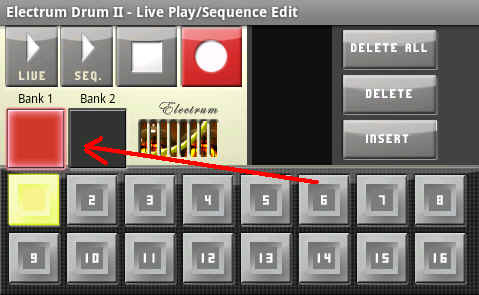 Electrum Drum II - Live Play/Sequence Edit
LIVE
SEQ.
DELETE ALL
DELETE
INSERT
Bank 1
Bank 2
Electrum
2 3 4 5 6 7 8
9 10 11 12 13 14 15 16